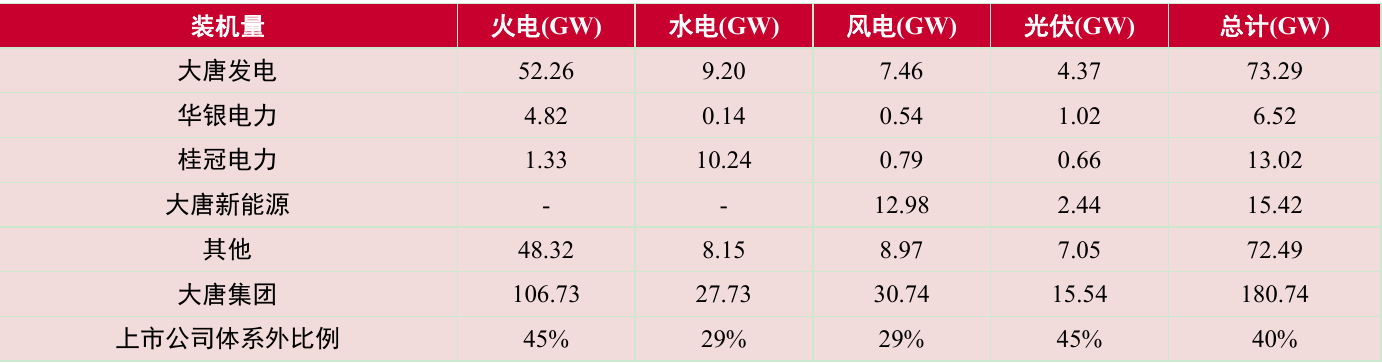 装机量 火电(GW) 水电(GW) 风电(GW) 光伏(GW) 总计(GW)
大唐发电 52.26 9.20 7.46 4.37 73.29
华银电力 4.82 0.14 0.54 1.02 6.52
桂冠电力 1.33 10.24 0.79 0.66 13.02
大唐新能源 - - 12.98 2.44 15.42
其他 48.32 8.15 8.97 7.05 72.49
大唐集团 106.73 27.73 30.74 15.54 180.74
上市公司体系外比例 45% 29% 29% 45% 40%